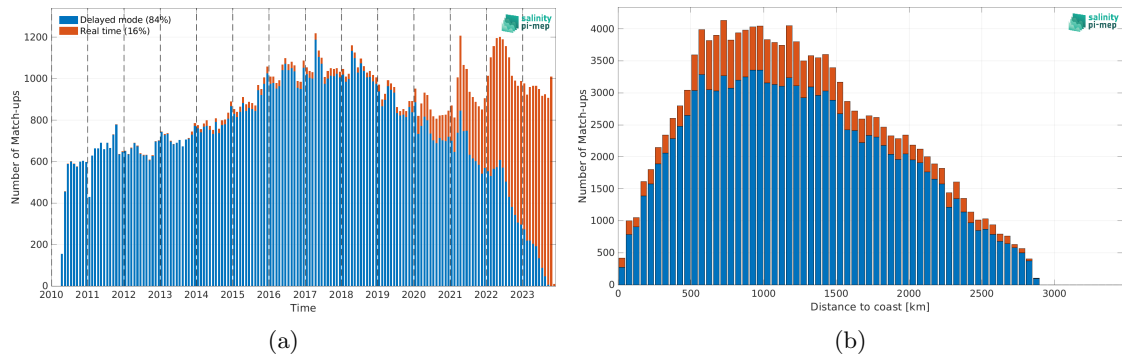 Delayed mode (84%)
Real time (16%)
salinity
pi-mep
1200
1000
800
600
400
200
0
Number of Match-ups
2010 2011 2012 2013 2014 2015 2016 2017 2018 2019 2020 2021 2022 2023
Time
(a)
salinity
pi-mep
4000
3500
3000
2500
2000
1500
1000
500
0
Number of Match-ups
0 500 1000 1500 2000 2500 3000
Distance to coast [km]
(b)